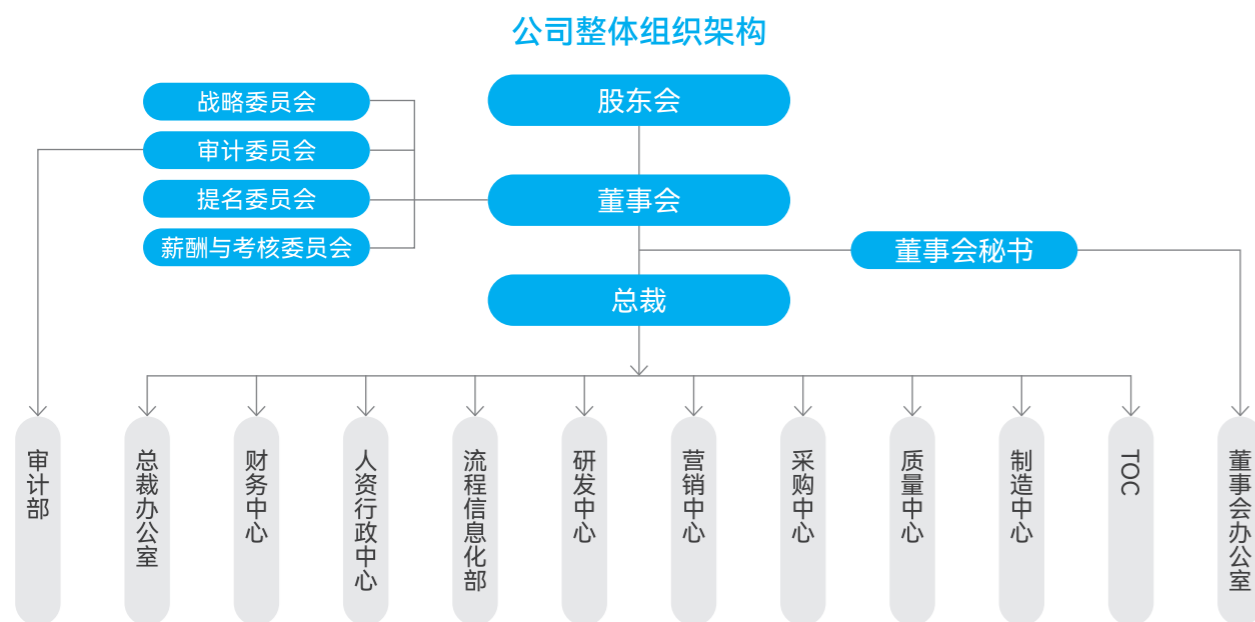 公司整体组织架构
战略委员会
审计委员会
提名委员会
薪酬与考核委员会
股东会
董事会
董事会秘书
总裁
审计部
总裁办公室
财务中心
人资行政中心
流程信息化部
研发中心
营销中心
采购中心
质量中心
制造中心
TOC
董事会办公室